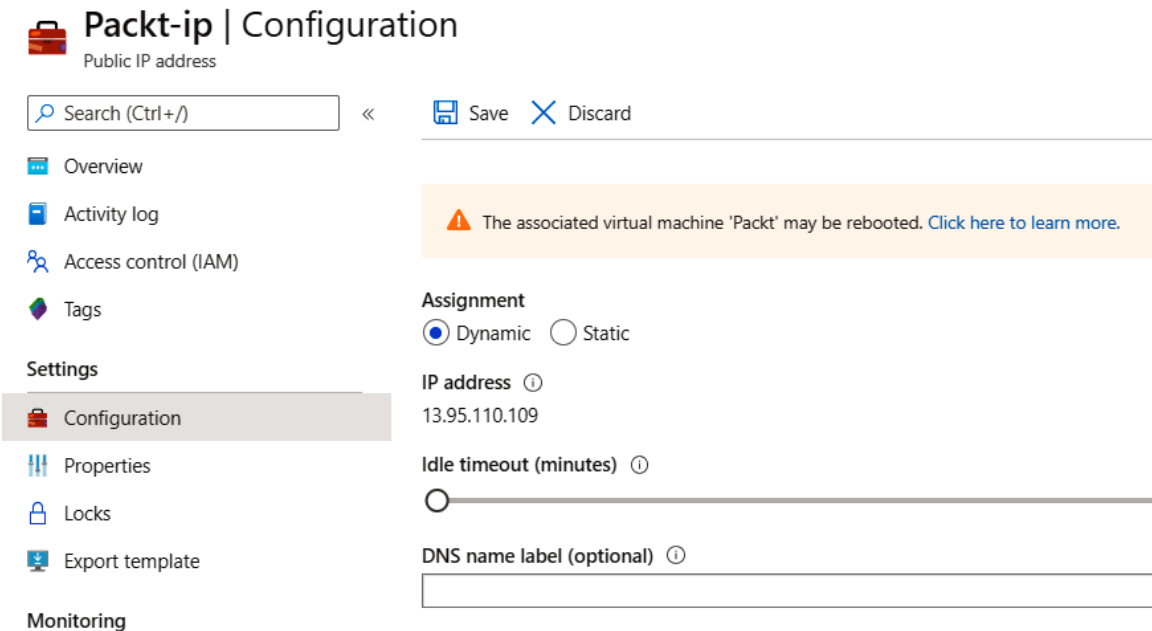 Packt-ip | Configuration
Public IP address
Search (Ctrl+/)
«
Save
Discard
Overview
Activity log
Access control (IAM)
Tags
Settings
Configuration
Properties
Locks
Export template
Monitoring
The associated virtual machine 'Packt' may be rebooted. Click here to learn more.
Assignment
Dynamic Static
IP address
13.95.110.109
Idle timeout (minutes)
DNS name label (optional)